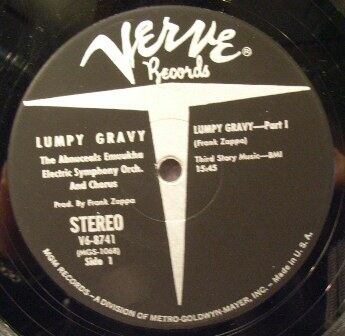 VERVE®
Records
LUMPY GRAVY
The Abnuceals Emuukha
Electric Symphony Orch.
And Chorus
Prod. By Frank Zappa
STEREO
V6-8741
(MGS-1068)
Side 1
LUMPY GRAVY—Part I
(Frank Zappa)
Third Story Music—BMI
15:45
MGM RECORDS—A DIVISION OF METRO-GOLDWYN-MAYER, INC.—Made in U.S.A.